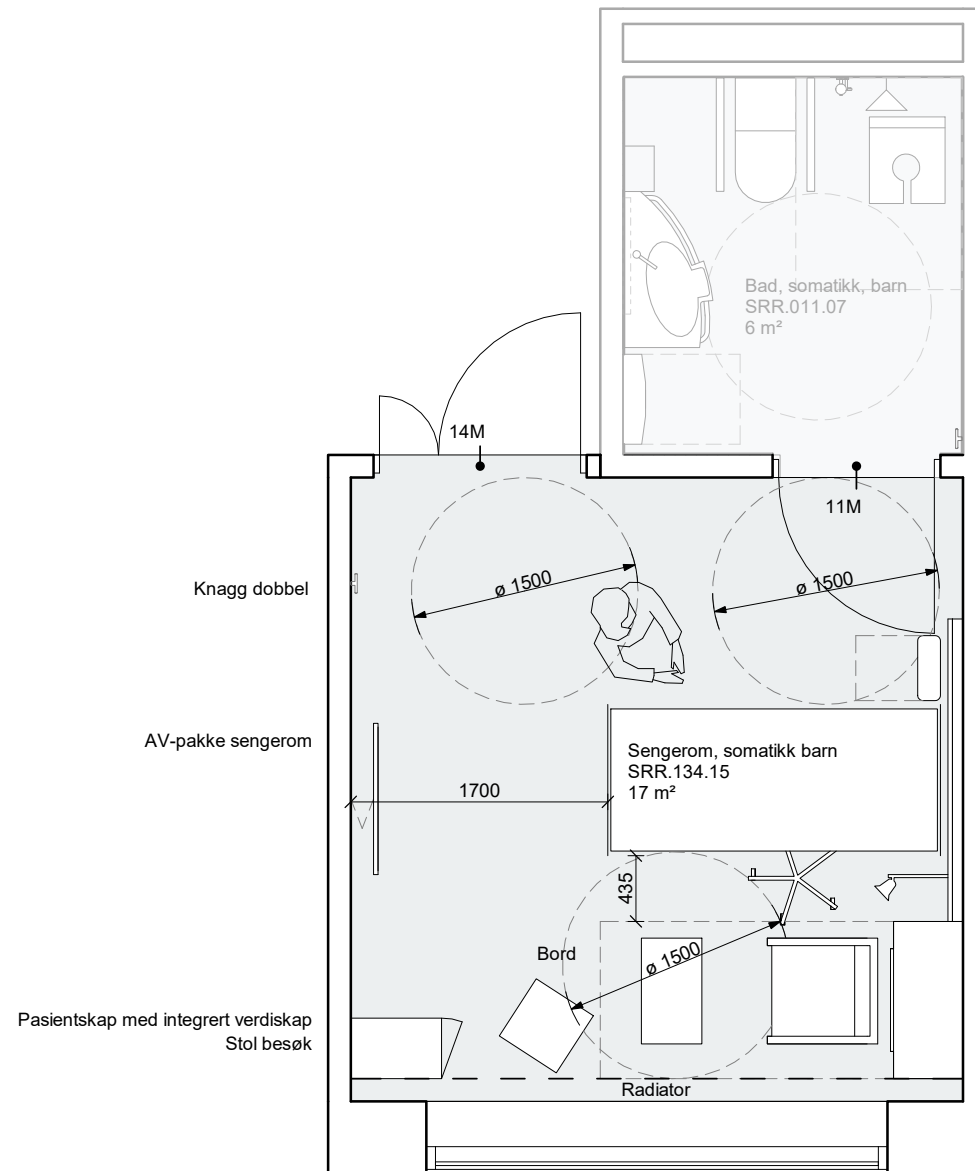 Bad, somatikk, barn
SRR.011.07
6 m²
14M
11M
Knagg dobbel
ø 1500
ø 1500
AV-pakke sengerom
Sengerom, somatikk barn
SRR.134.15
17 m²
1700
435
Bord
ø 1500
Pasientskap med integrert verdiskap
Stol besøk
Radiator